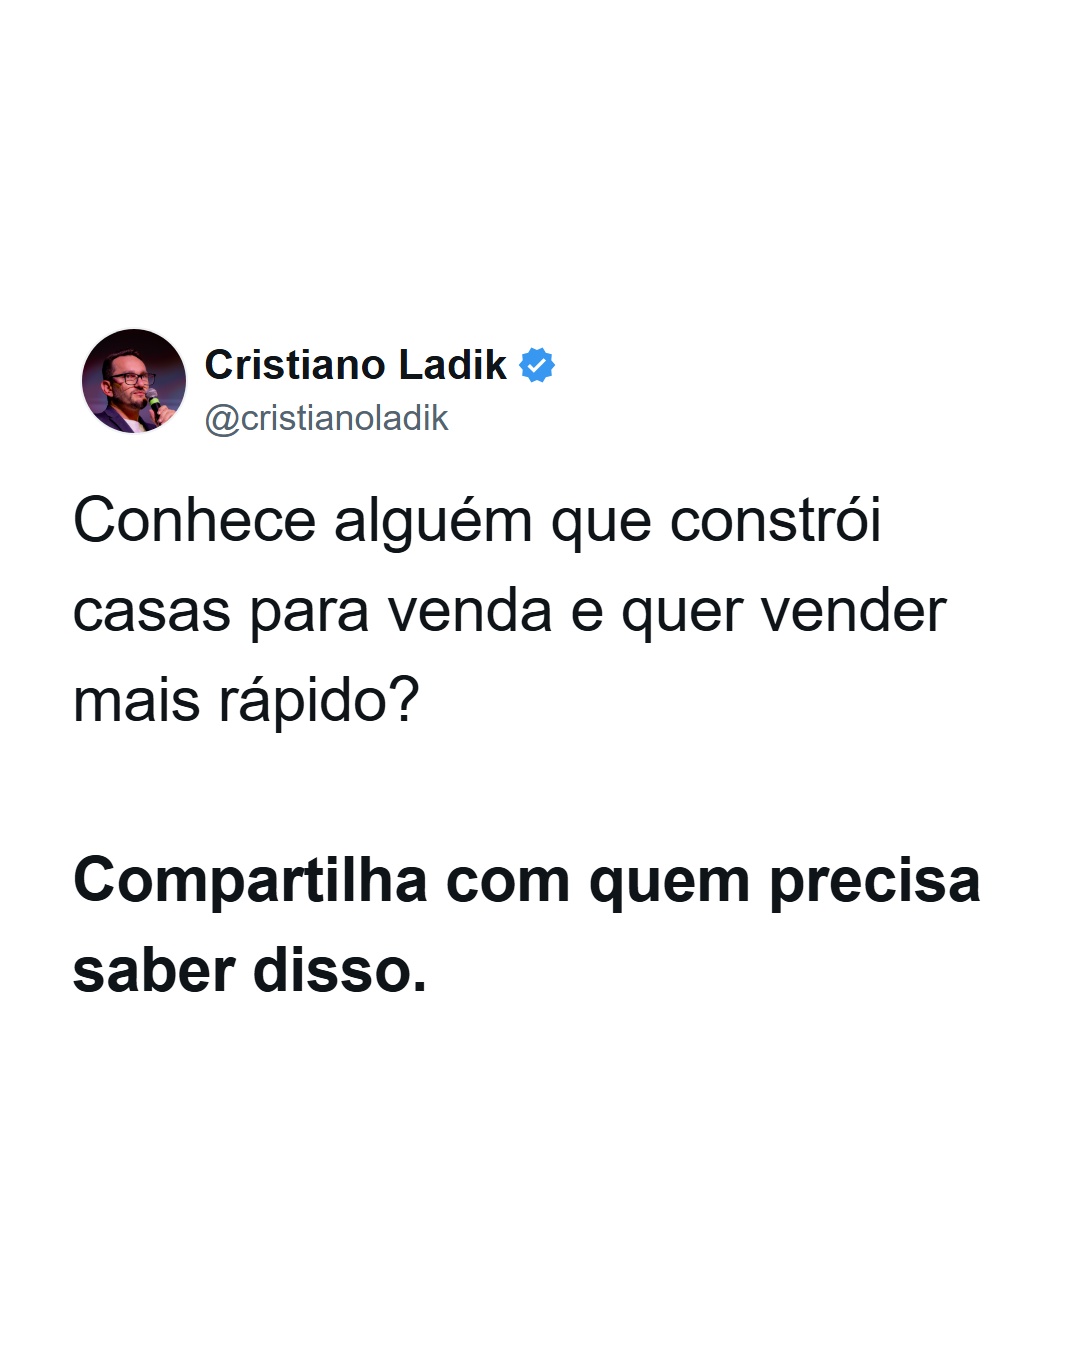 Cristiano Ladik
@cristianoladik
Conhece alguém que constrói
casas para venda e quer vender
mais rápido?
Compartilha com quem precisa
saber disso.